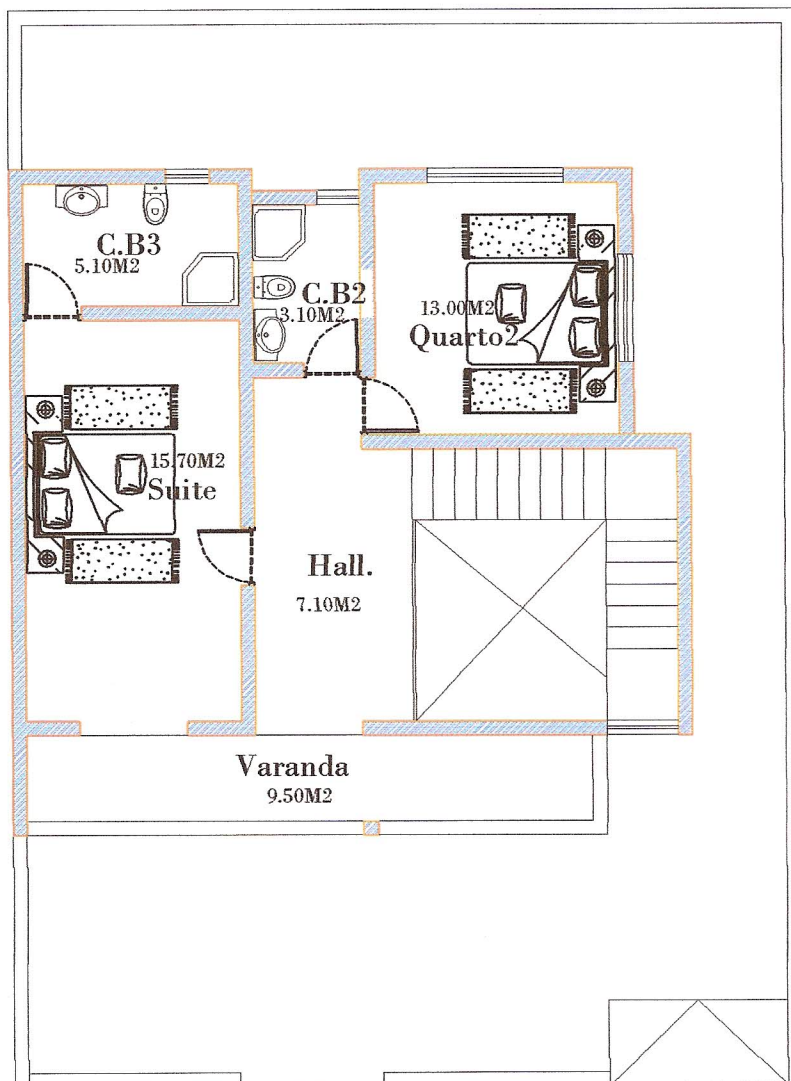 C.B3
5.10M2
C.B2
3.10M2
13.00M2
Quarto2
15.70M2
Suite
Hall.
7.10M2
Varanda
9.50M2